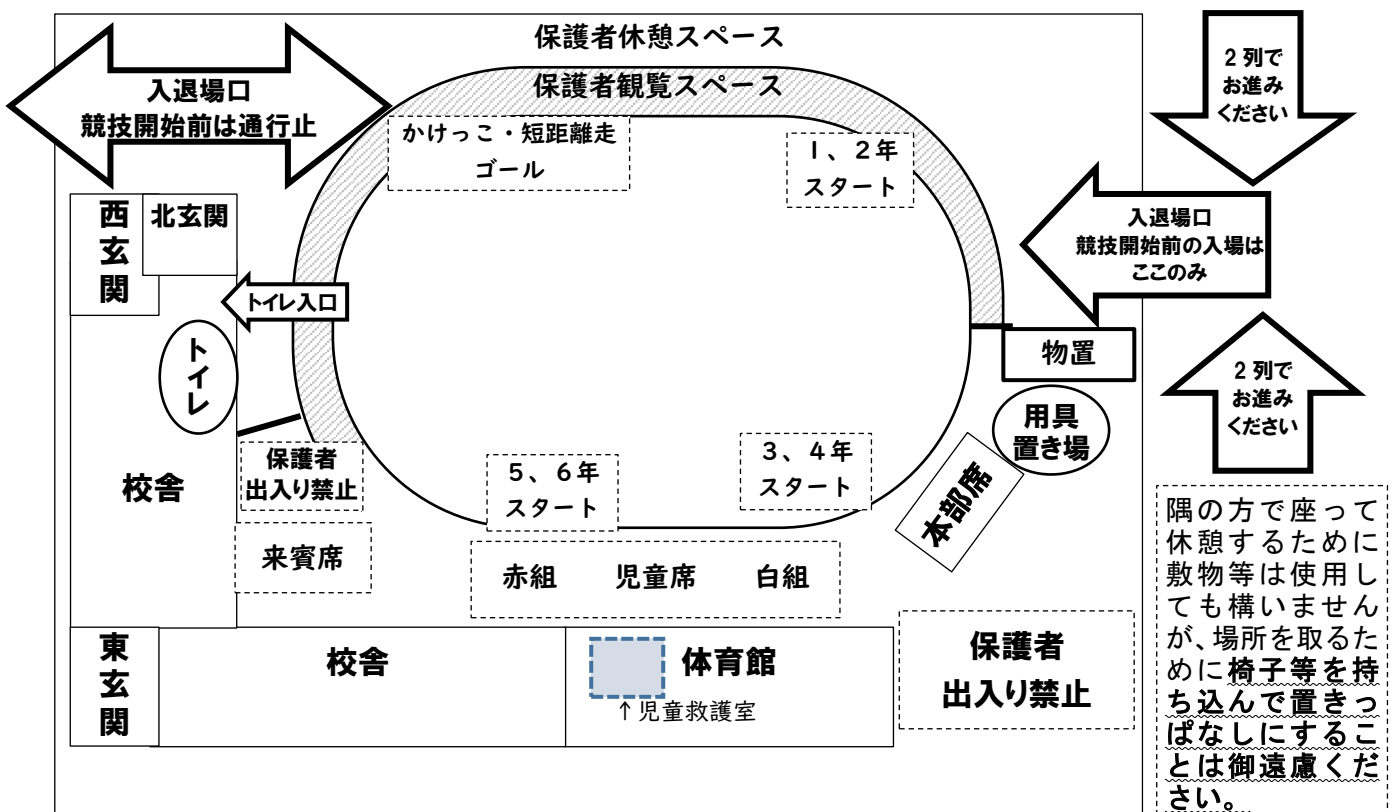 保護者休憩スペース
保護者観覧スペース
入退場口
競技開始前は通行止
かけっこ・短距離走
ゴール
1、2年
スタート
2列で
お進み
ください
入退場口
競技開始前の入場は
ここのみ
西玄関
北玄関
トイレ入口
トイレ
物置
用具
置き場
2列で
お進み
ください
保護者
出入り禁止
校舎
5、6年
スタート
3、4年
スタート
本部席
来賓席
赤組 児童席 白組
東玄関
校舎
体育館
↑児童救護室
保護者
出入り禁止
隅の方で座って
休憩するために
敷物等は使用し
ても構いません
が、場所を取るた
めに椅子等を持
ち込んで置きっ
ぱなしにするこ
とは御遠慮くだ
さい。